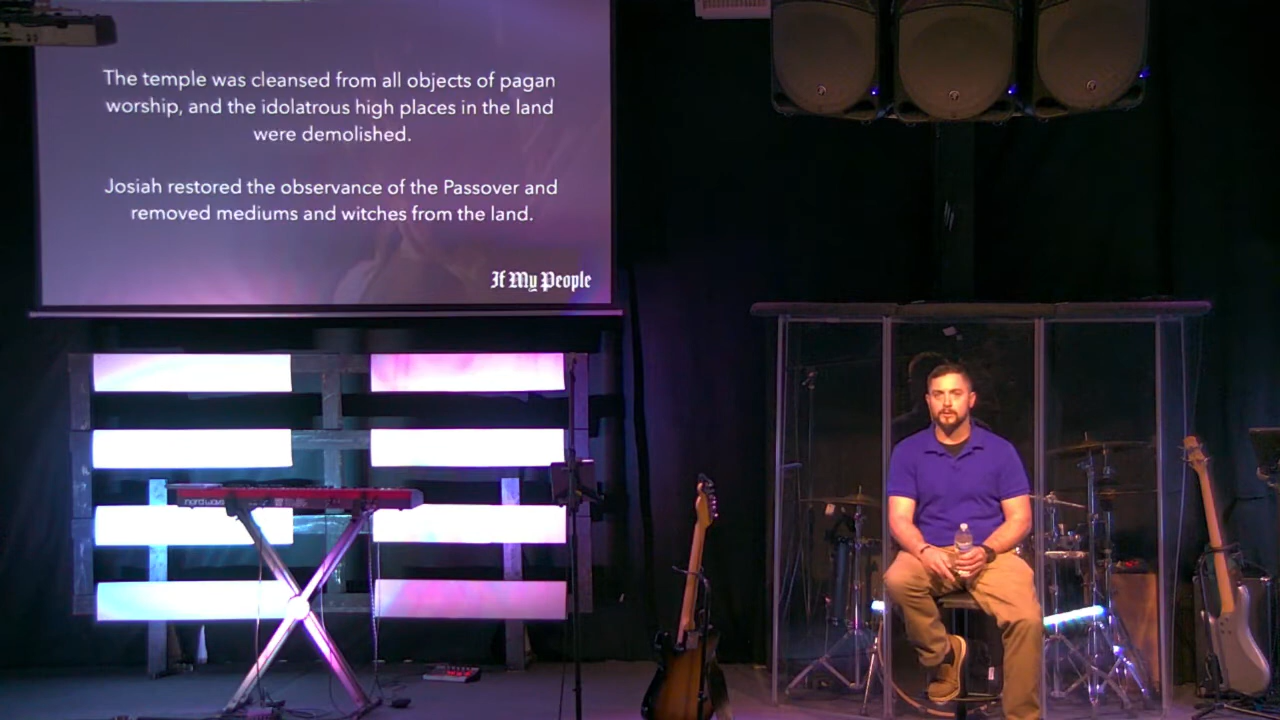 The temple was cleansed from all objects of pagan
worship, and the idolatrous high places in the land
were demolished.
Josiah restored the observance of the Passover and
removed mediums and witches from the land.
If My People
nord wave